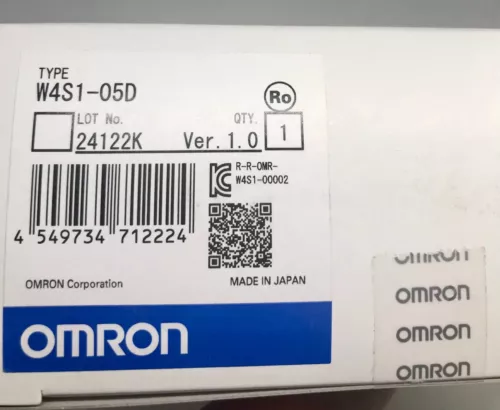 TYPE
W4S1-05D
Ro
LOT No.
QTY.
24122K
Ver.1.0
1
R-R-OMR-
W4S1-00002
4 549734 712224
OMRON Corporation
MADE IN JAPAN
OMRON
OMRON
OMRON
OMRON
OMRON